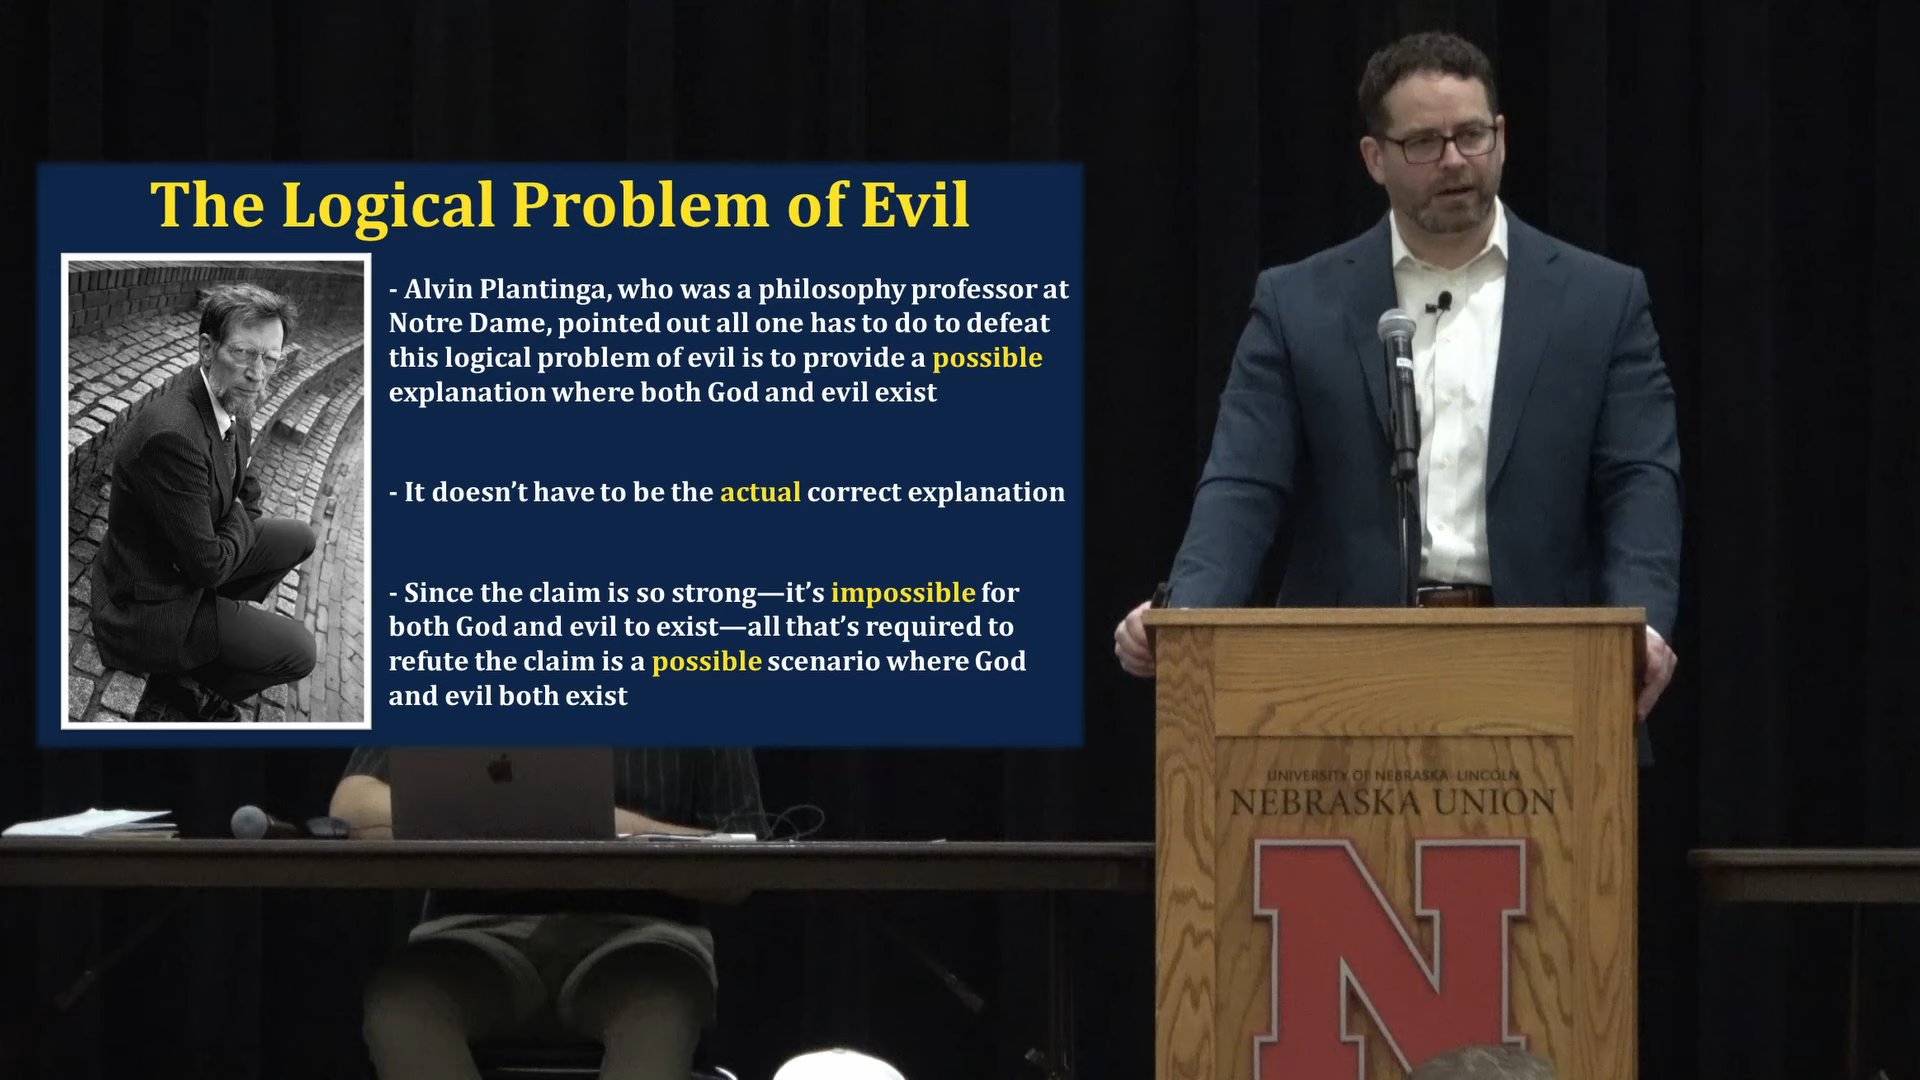 The Logical Problem of Evil
- Alvin Plantinga, who was a philosophy professor at
Notre Dame, pointed out all one has to do to defeat
this logical problem of evil is to provide a possible
explanation where both God and evil exist
- It doesn’t have to be the actual correct explanation
- Since the claim is so strong—it’s impossible for
both God and evil to exist—all that’s required to
refute the claim is a possible scenario where God
and evil both exist
UNIVERSITY OF NEBRASKA-LINCOLN
NEBRASKA UNION
N